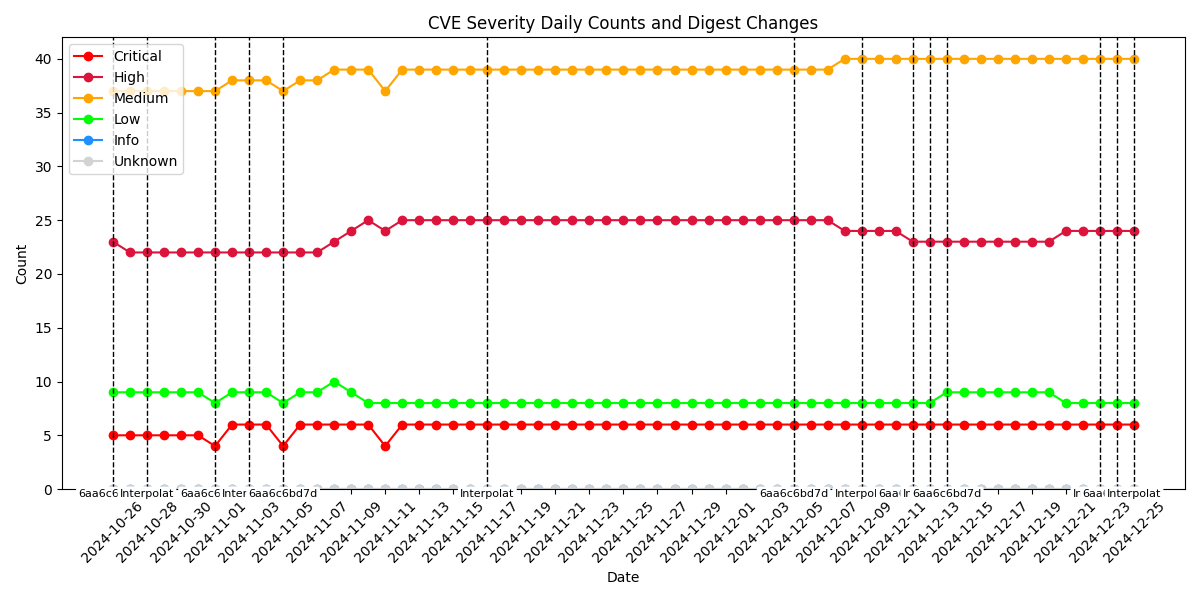 CVE Severity Daily Counts and Digest Changes
Critical
High
Medium
Low
Info
Unknown
Count
40
35
30
25
20
15
10
5
0
6aa6c6
Interpolat
6aa6c6
Inter
6aa6c6bd7d
Interpolat
6aa6c6bd7d
Interpol
6aa
I
6aa6c6bd7d
I
6aa
Interpolat
2024-10-26
2024-10-28
2024-10-30
2024-11-01
2024-11-03
2024-11-05
2024-11-07
2024-11-09
2024-11-11
2024-11-13
2024-11-15
2024-11-17
2024-11-19
2024-11-21
2024-11-23
2024-11-25
2024-11-27
2024-11-29
2024-12-01
2024-12-03
2024-12-05
2024-12-07
2024-12-09
2024-12-11
2024-12-13
2024-12-15
2024-12-17
2024-12-19
2024-12-21
2024-12-23
2024-12-25
Date